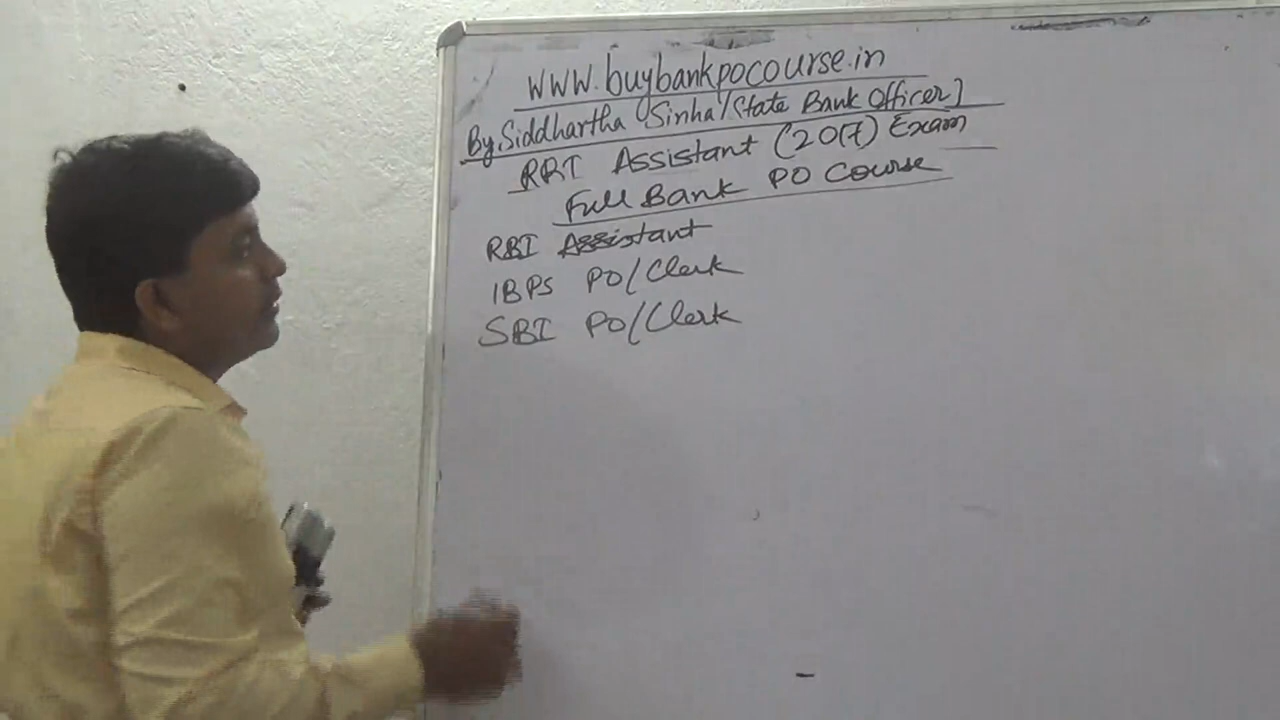 WWW.buybankpocourse.in
By, Siddhartha Sinha (State Bank Officer)
RBI Assistant (2017) Exam
Full Bank PO Course
RBI Assistant
IBPS PO/Clerk
SBI PO/Clerk